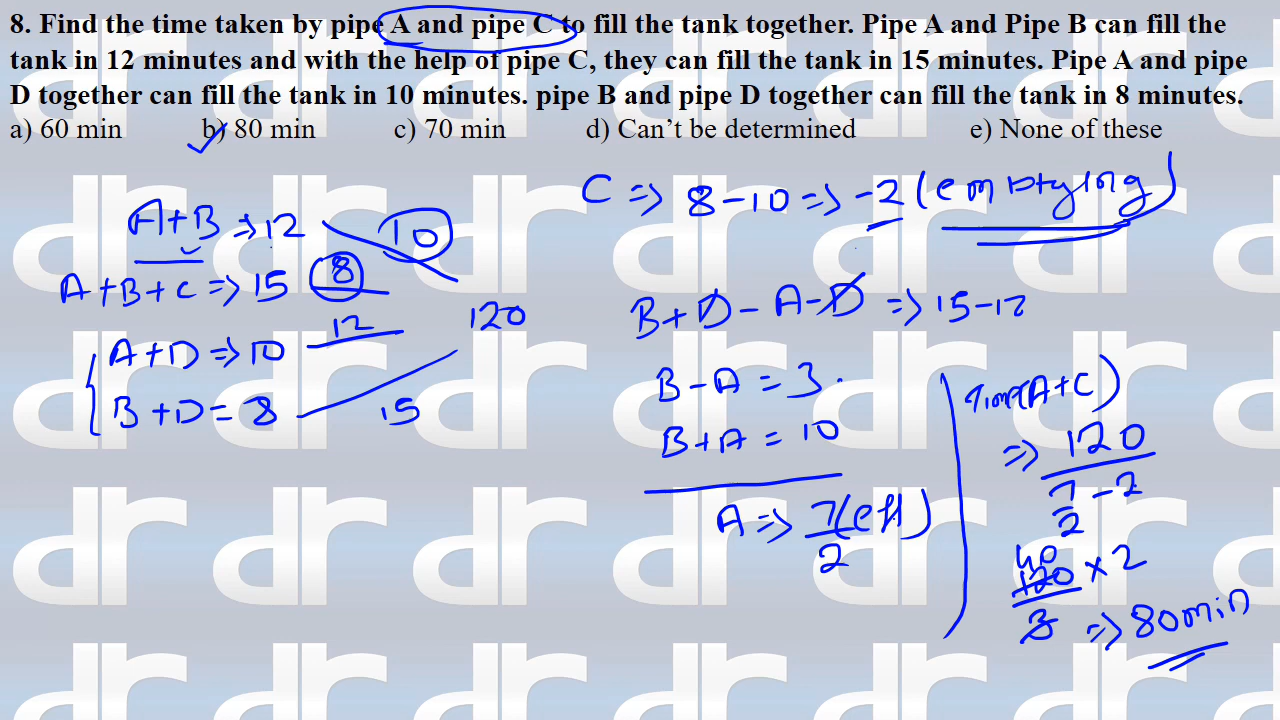 8. Find the time taken by pipe A and pipe C to fill the tank together. Pipe A and Pipe B can fill the
tank in 12 minutes and with the help of pipe C, they can fill the tank in 15 minutes. Pipe A and pipe
D together can fill the tank in 10 minutes. pipe B and pipe D together can fill the tank in 8 minutes.
a) 60 min b) 80 min c) 70 min d) Can't be determined e) None of these
A+B ⇒ 12 10
A+B+C ⇒ 15 8
12
120
A+D ⇒ 10
B+D = 8
15
C ⇒ 8-10 ⇒ -2 (emptying)
B+D-A-D ⇒ 15-12
B-A = 3
B+A = 10
A ⇒ 7/2 (eff)
Time(A+C)
⇒ 120
7/2 - 2
40
120 × 2
3 ⇒ 80 min